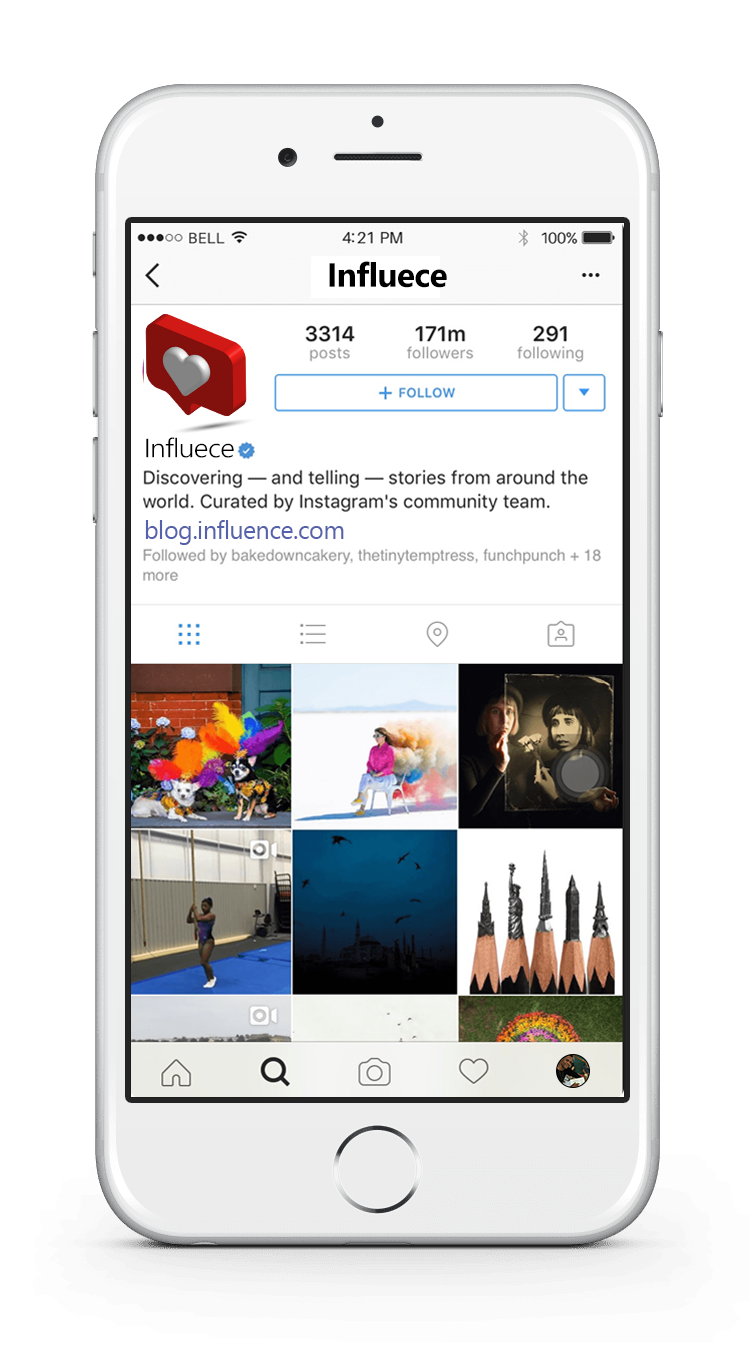 BELL 4:21 PM 100%
Influece
3314 171m 291
posts followers following
+ FOLLOW
Influece
Discovering — and telling — stories from around the
world. Curated by Instagram's community team.
blog.influence.com
Followed by bakedowncakery, thetinytemptress, funchpunch + 18
more